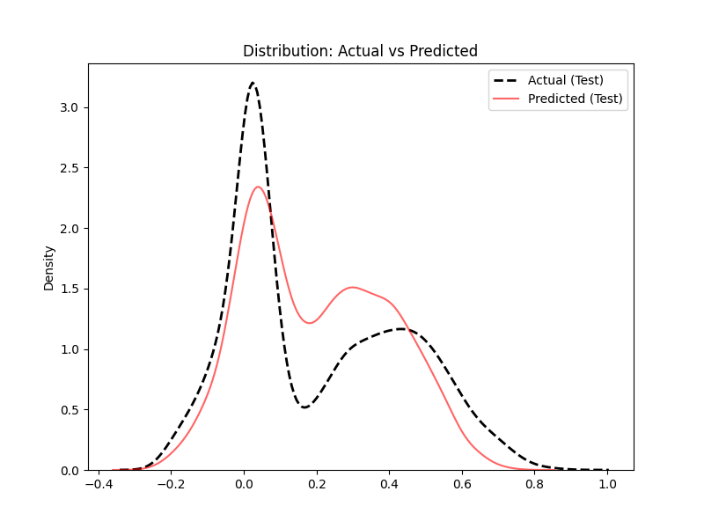 Distribution: Actual vs Predicted
Actual (Test)
Predicted (Test)
3.0
2.5
2.0
1.5
1.0
0.5
0.0
Density
−0.4 −0.2 0.0 0.2 0.4 0.6 0.8 1.0